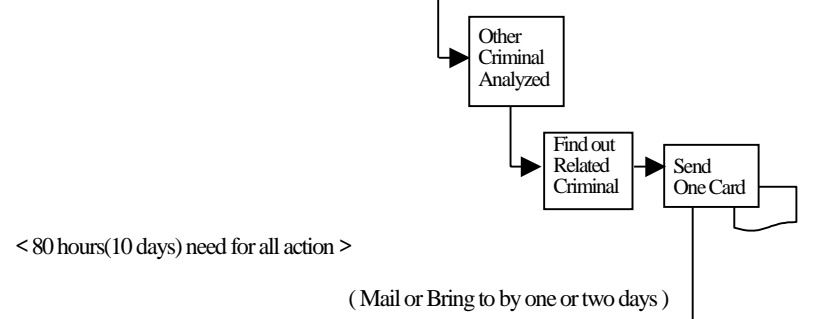 Other
Criminal
Analyzed
Find out
Related
Criminal
Send
One Card
< 80 hours(10 days) need for all action >
( Mail or Bring to by one or two days )